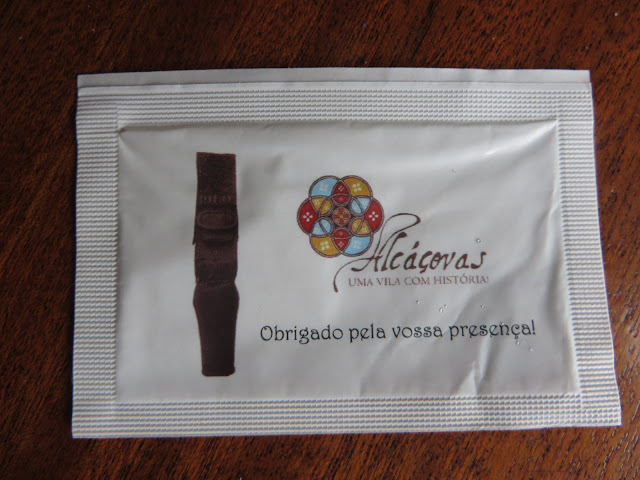 Alcáçovas
UMA VILA COM HISTÓRIA!
Obrigado pela vossa presença!